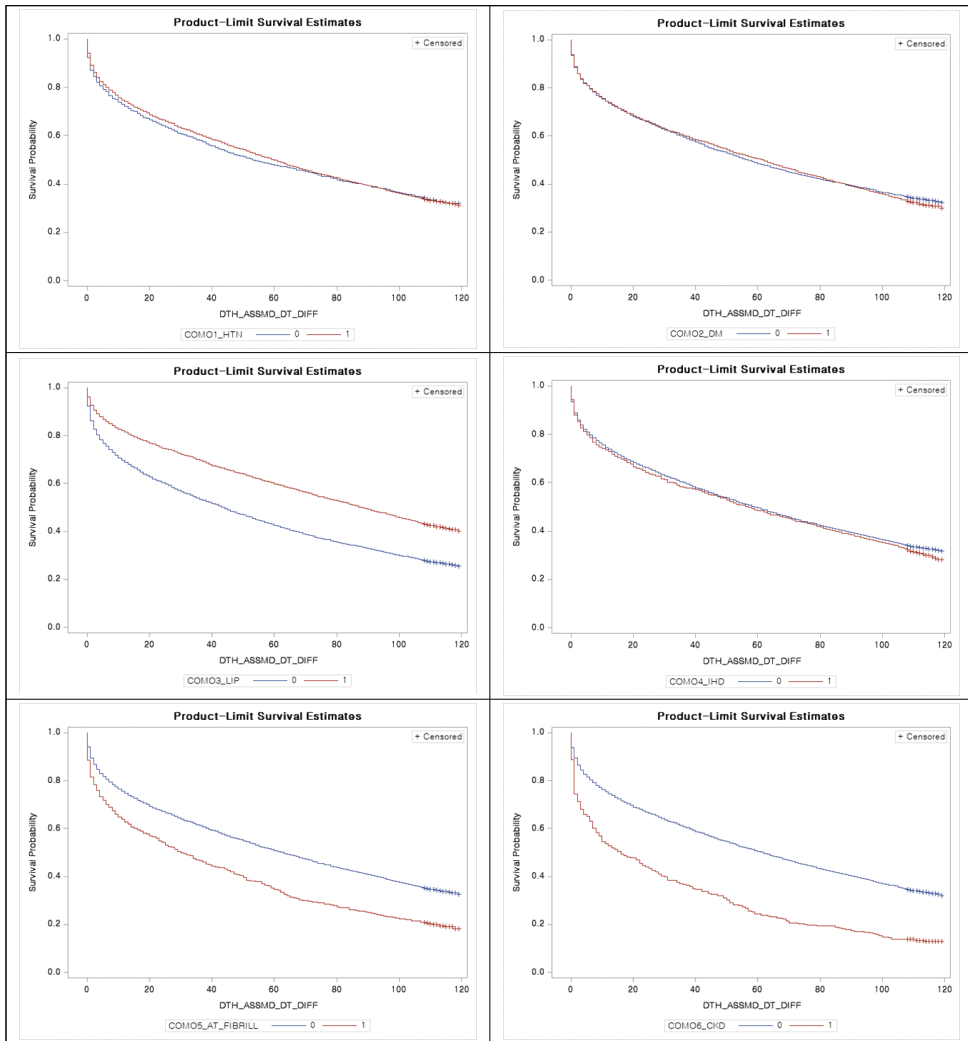 Product-Limit Survival Estimates
+ Censored
Survival Probability
1.0
0.8
0.6
0.4
0.2
0.0
0 20 40 60 80 100 120
DTH_ASSMD_DT_DIFF
COMO1_HTN 0 1
Product-Limit Survival Estimates
+ Censored
Survival Probability
1.0
0.8
0.6
0.4
0.2
0.0
0 20 40 60 80 100 120
DTH_ASSMD_DT_DIFF
COMO2_DM 0 1
Product-Limit Survival Estimates
+ Censored
Survival Probability
1.0
0.8
0.6
0.4
0.2
0.0
0 20 40 60 80 100 120
DTH_ASSMD_DT_DIFF
COMO3_LIP 0 1
Product-Limit Survival Estimates
+ Censored
Survival Probability
1.0
0.8
0.6
0.4
0.2
0.0
0 20 40 60 80 100 120
DTH_ASSMD_DT_DIFF
COMO4_IHD 0 1
Product-Limit Survival Estimates
+ Censored
Survival Probability
1.0
0.8
0.6
0.4
0.2
0.0
0 20 40 60 80 100 120
DTH_ASSMD_DT_DIFF
COMO5_AT_FIBRILL 0 1
Product-Limit Survival Estimates
+ Censored
Survival Probability
1.0
0.8
0.6
0.4
0.2
0.0
0 20 40 60 80 100 120
DTH_ASSMD_DT_DIFF
COMO6_CKD 0 1